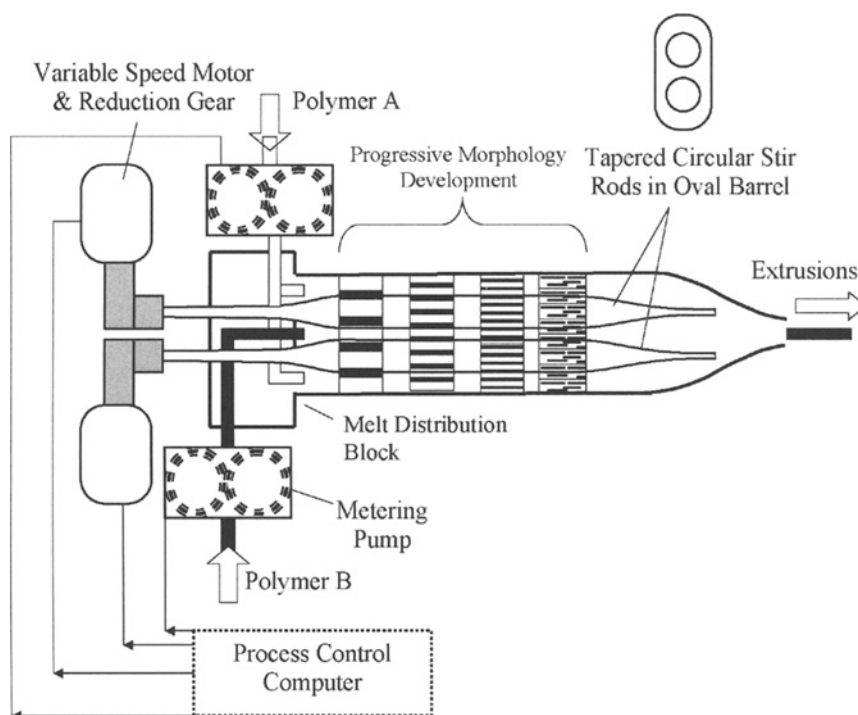 Variable Speed Motor
& Reduction Gear
Polymer A
Progressive Morphology
Development
Tapered Circular Stir
Rods in Oval Barrel
Extrusions
Melt Distribution
Block
Metering
Pump
Polymer B
Process Control
Computer